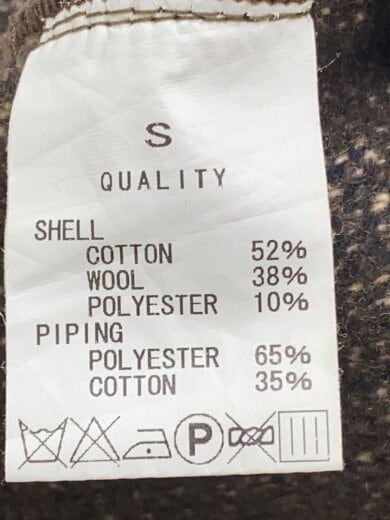 S
QUALITY
SHELL
COTTON 52%
WOOL 38%
POLYESTER 10%
PIPING
POLYESTER 65%
COTTON 35%
P